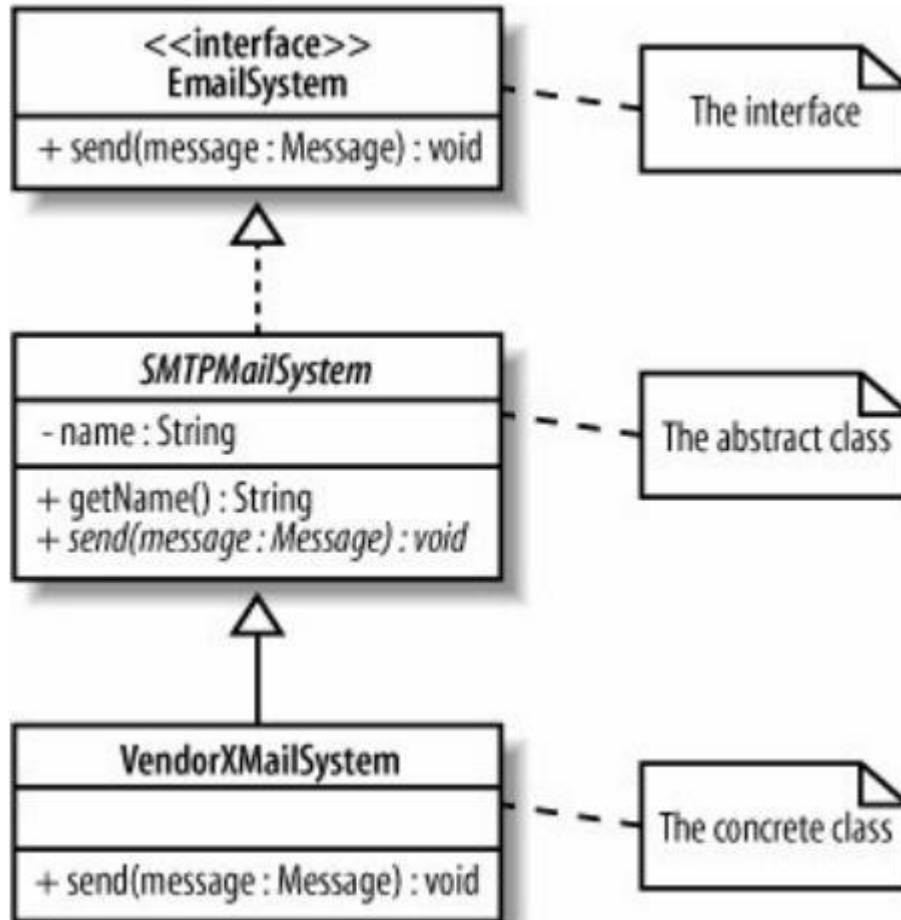 <<interface>>
EmailSystem
+ send(message : Message) : void
The interface
SMTPMailSystem
- name : String
+ getName() : String
+ send(message : Message) : void
The abstract class
VendorXMailSystem
+ send(message : Message) : void
The concrete class